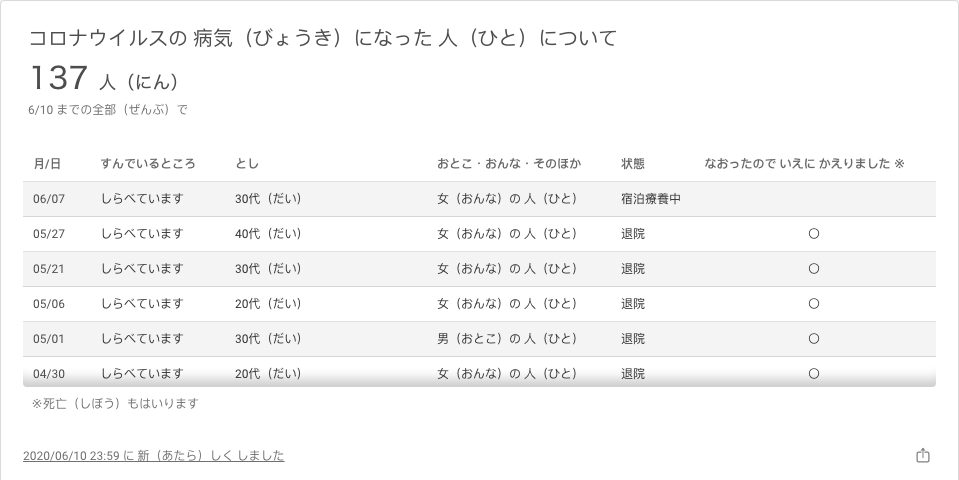 コロナウイルスの 病気（びょうき）になった 人（ひと）について
137 人（にん）
6/10 までの全部（ぜんぶ）で
月/日 すんでいるところ とし おとこ・おんな・そのほか 状態 なおったので いえに かえりました ※
06/07 しらべています 30代（だい） 女（おんな）の 人（ひと） 宿泊療養中
05/27 しらべています 40代（だい） 女（おんな）の 人（ひと） 退院 〇
05/21 しらべています 30代（だい） 女（おんな）の 人（ひと） 退院 〇
05/06 しらべています 20代（だい） 女（おんな）の 人（ひと） 退院 〇
05/01 しらべています 30代（だい） 男（おとこ）の 人（ひと） 退院 〇
04/30 しらべています 20代（だい） 女（おんな）の 人（ひと） 退院 〇
※死亡（しぼう）もはいります
2020/06/10 23:59 に 新（あたら）しく しました